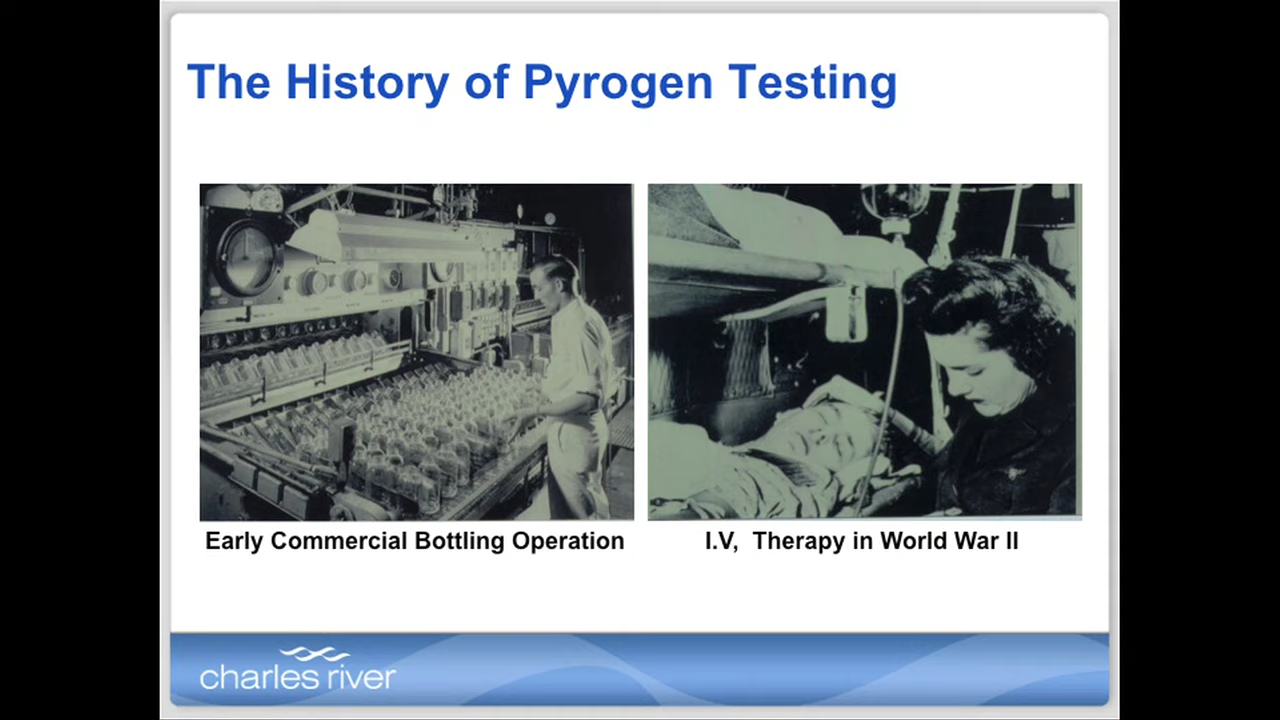 The History of Pyrogen Testing
Early Commercial Bottling Operation
I.V,  Therapy in World War II
charles river